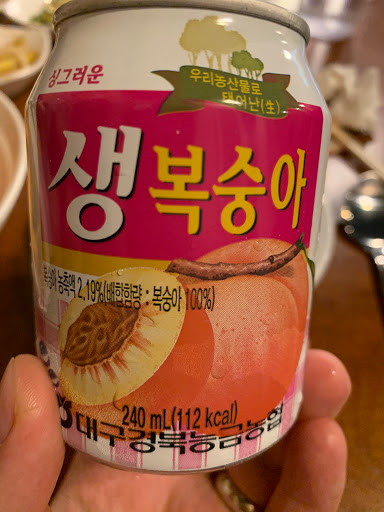 싱그러운
우리농산물로
태어난(生)
생 복숭아
복숭아 농축액 2.19%(배합함량 : 복숭아 100%)
240 mL(112 kcal)
대구경북능금농협